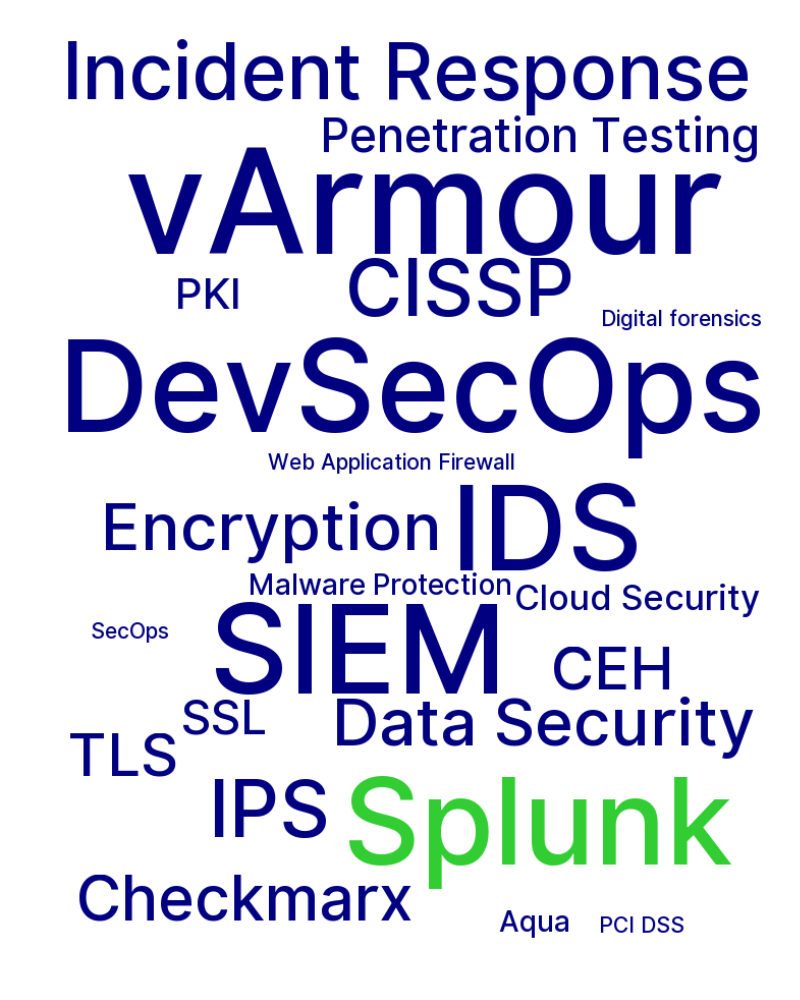 Incident Response
Penetration Testing
vArmour
PKI
CISSP
Digital forensics
DevSecOps
Web Application Firewall
Encryption
IDS
Malware Protection
Cloud Security
SecOps
SIEM
CEH
SSL
Data Security
TLS
IPS
Splunk
Checkmarx
Aqua
PCI DSS